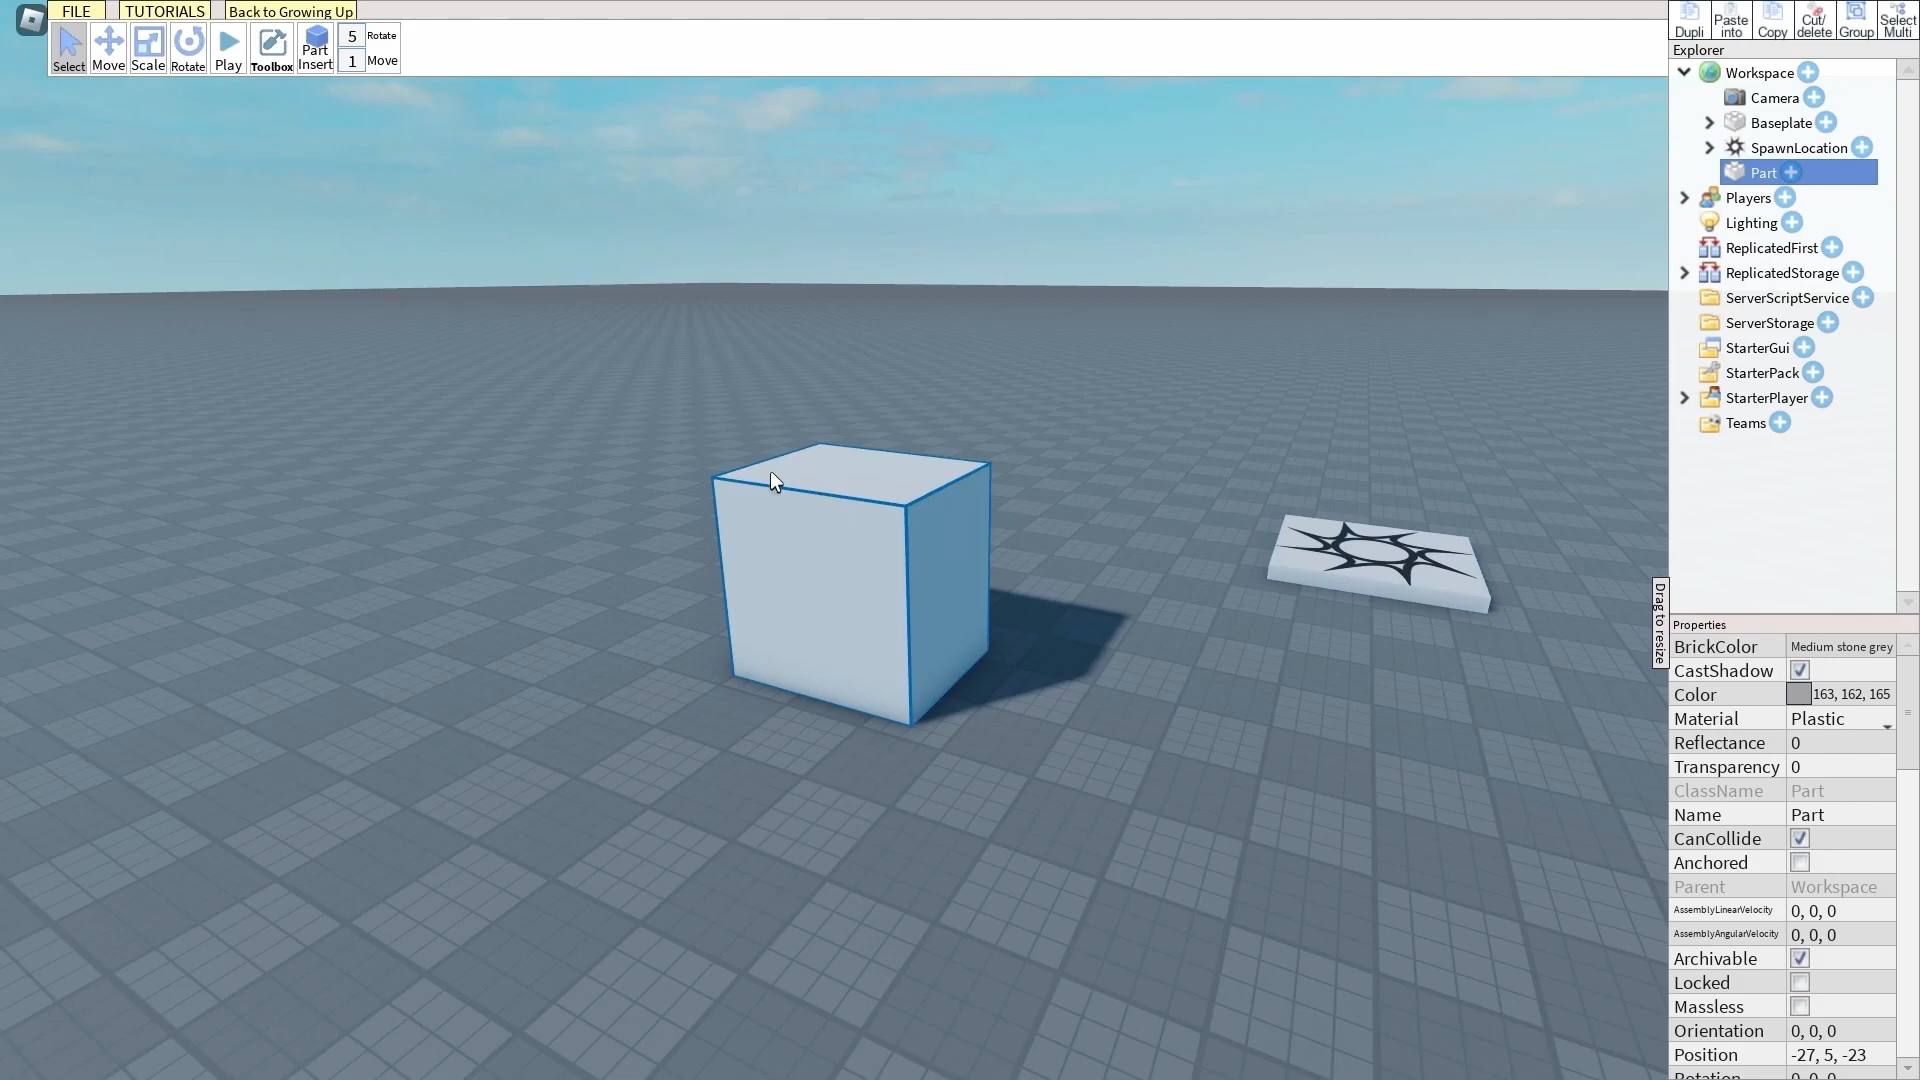 FILE
TUTORIALS
Back to Growing Up
Select
Move
Scale
Rotate
Play
Toolbox
Part
Insert
5 Rotate
1 Move
Dupli
Paste
into
Copy
Cut/
delete
Group
Select
Multi
Explorer
Workspace
Camera
Baseplate
SpawnLocation
Part
Players
Lighting
ReplicatedFirst
ReplicatedStorage
ServerScriptService
ServerStorage
StarterGui
StarterPack
StarterPlayer
Teams
Drag to resize
Properties
BrickColor Medium stone grey
CastShadow
Color 163, 162, 165
Material Plastic
Reflectance 0
Transparency 0
ClassName Part
Name Part
CanCollide
Anchored
Parent Workspace
AssemblyLinearVelocity 0, 0, 0
AssemblyAngularVelocity 0, 0, 0
Archivable
Locked
Massless
Orientation 0, 0, 0
Position -27, 5, -23
Rotation 0, 0, 0